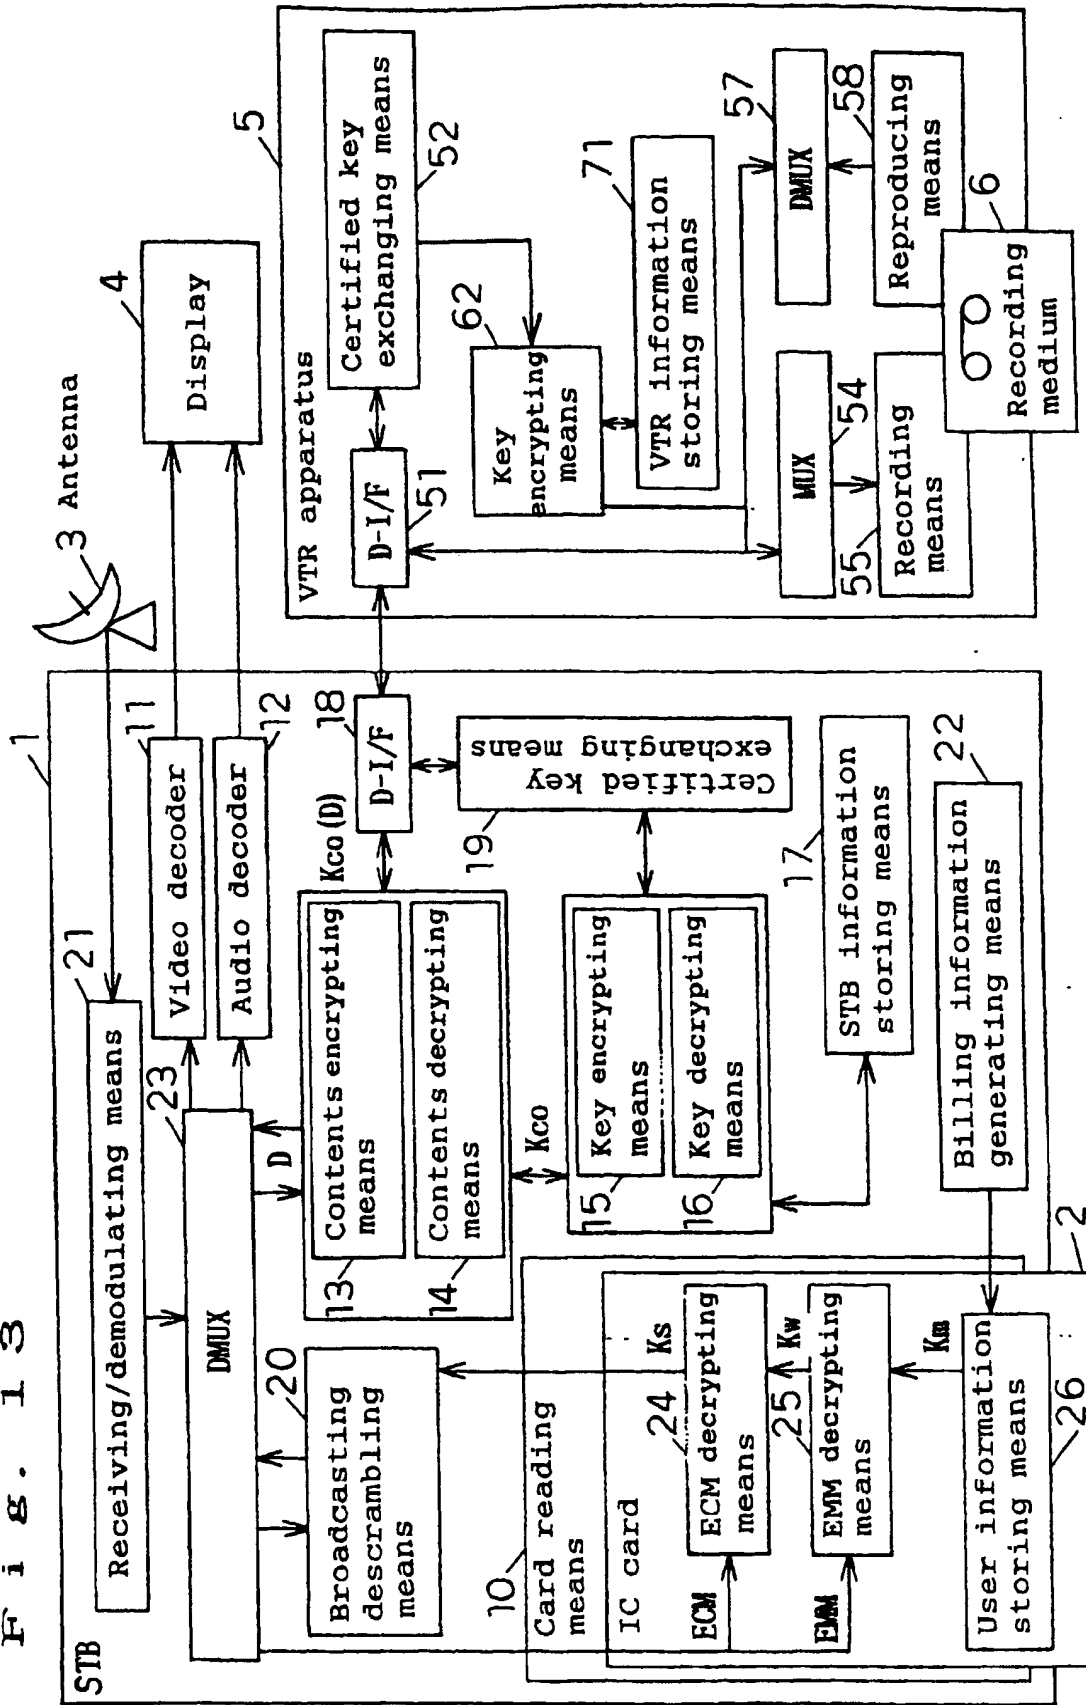 Fig. 13
STB
1
Receiving/demodulating means
21
3
Antenna
DMUX
23
Video decoder
11
Audio decoder
12
4
Display
D
Broadcasting
descrambling
means
20
Contents encrypting
means
13
Contents decrypting
means
14
Kco(D)
D-I/F
18
Kco
Certified key
exchanging means
19
Key encrypting
means
15
Key decrypting
means
16
STB information
storing means
17
Billing information
generating means
22
10
Card reading
means
IC card
2
Ks
ECM
ECM decrypting
means
24
Kw
EMM
EMM decrypting
means
25
Km
User information
storing means
26
5
VTR apparatus
D-I/F
51
Certified key
exchanging means
52
Key
encrypting
means
62
VTR information
storing means
71
MUX
54
DMUX
57
55
Recording
means
58
Reproducing
means
6
Recording
medium